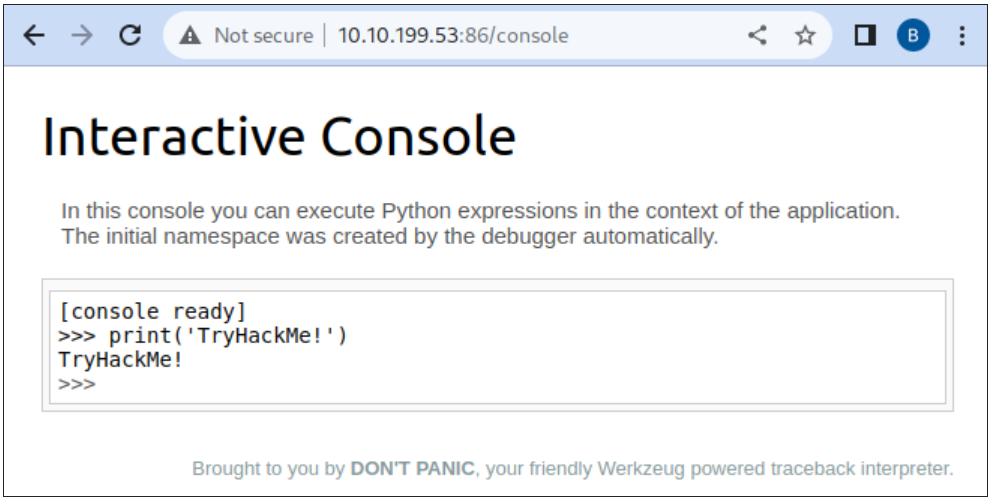 Not secure | 10.10.199.53:86/console
B
Interactive Console
In this console you can execute Python expressions in the context of the application.
The initial namespace was created by the debugger automatically.
[console ready]
>>> print('TryHackMe!')
TryHackMe!
>>>
Brought to you by DON'T PANIC, your friendly Werkzeug powered traceback interpreter.